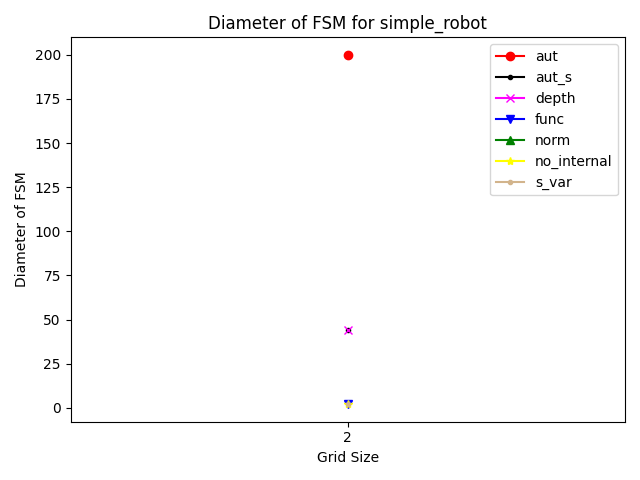 Diameter of FSM for simple_robot
200
175
150
125
100
75
50
25
0
Diameter of FSM
2
Grid Size
aut
aut_s
depth
func
norm
no_internal
s_var